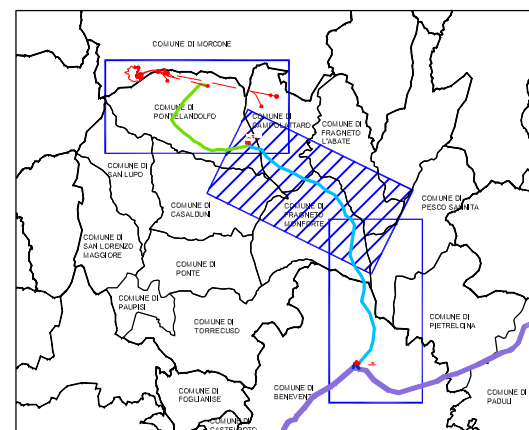 COMUNE DI MORCONE
COMUNE DI
PONTELANDOLFO
COMUNE DI
CAMPOLATTARO
COMUNE DI
FRAGNETO
L'ABATE
COMUNE DI
SAN LUPO
COMUNE DI
CASALDUNI
COMUNE DI
FRAGNETO
MONFORTE
COMUNE DI
PESCO SANNITA
COMUNE DI
SAN LORENZO
MAGGIORE
COMUNE DI
PONTE
COMUNE DI
PAUPISI
COMUNE DI
TORRECUSO
COMUNE DI
PIETRELCINA
COMUNE DI
FOGLIANISE
COMUNE DI
BENEVENTO
COMUNE DI
PADULI
COMUNE DI